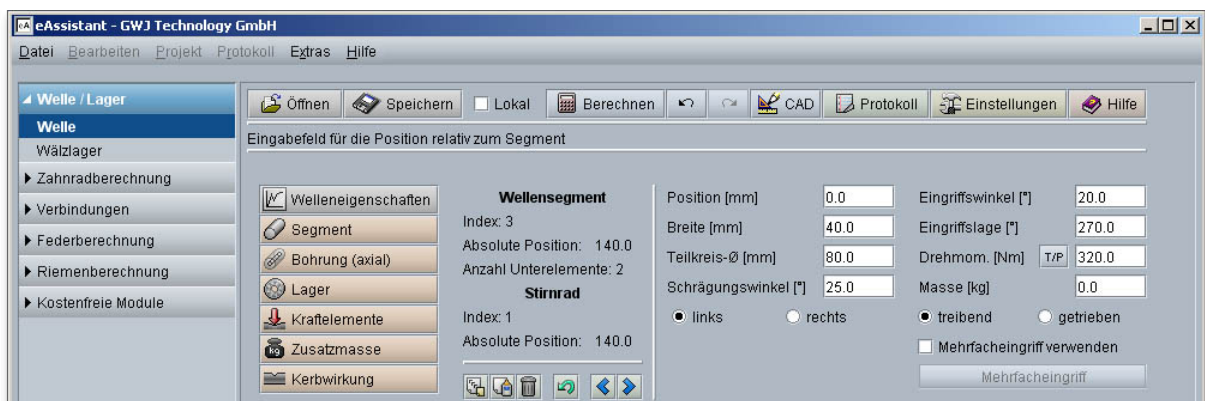 eA eAssistant - GWJ Technology GmbH
Datei Bearbeiten Projekt Protokoll Extras Hilfe
Welle / Lager
Welle
Wälzlager
Zahnradberechnung
Verbindungen
Federberechnung
Riemenberechnung
Kostenfreie Module
Öffnen Speichern Lokal Berechnen CAD Protokoll Einstellungen Hilfe
Eingabefeld für die Position relativ zum Segment
Welleneigenschaften
Segment
Bohrung (axial)
Lager
Kraftelemente
kg Zusatzmasse
Kerbwirkung
Wellensegment
Index: 3
Absolute Position: 140.0
Anzahl Unterelemente: 2
Stirnrad
Index: 1
Absolute Position: 140.0
Position [mm] 0.0
Breite [mm] 40.0
Teilkreis-Ø [mm] 80.0
Schrägungswinkel [°] 25.0
links rechts
Eingriffswinkel [°] 20.0
Eingriffslage [°] 270.0
Drehmom. [Nm] T/P 320.0
Masse [kg] 0.0
treibend getrieben
Mehrfacheingriff verwenden
Mehrfacheingriff